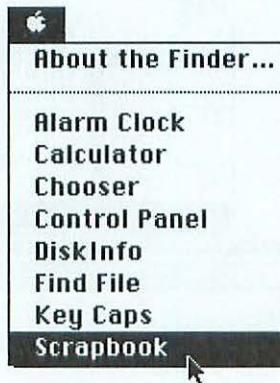 About the Finder...
Alarm Clock
Calculator
Chooser
Control Panel
DiskInfo
Find File
Key Caps
Scrapbook